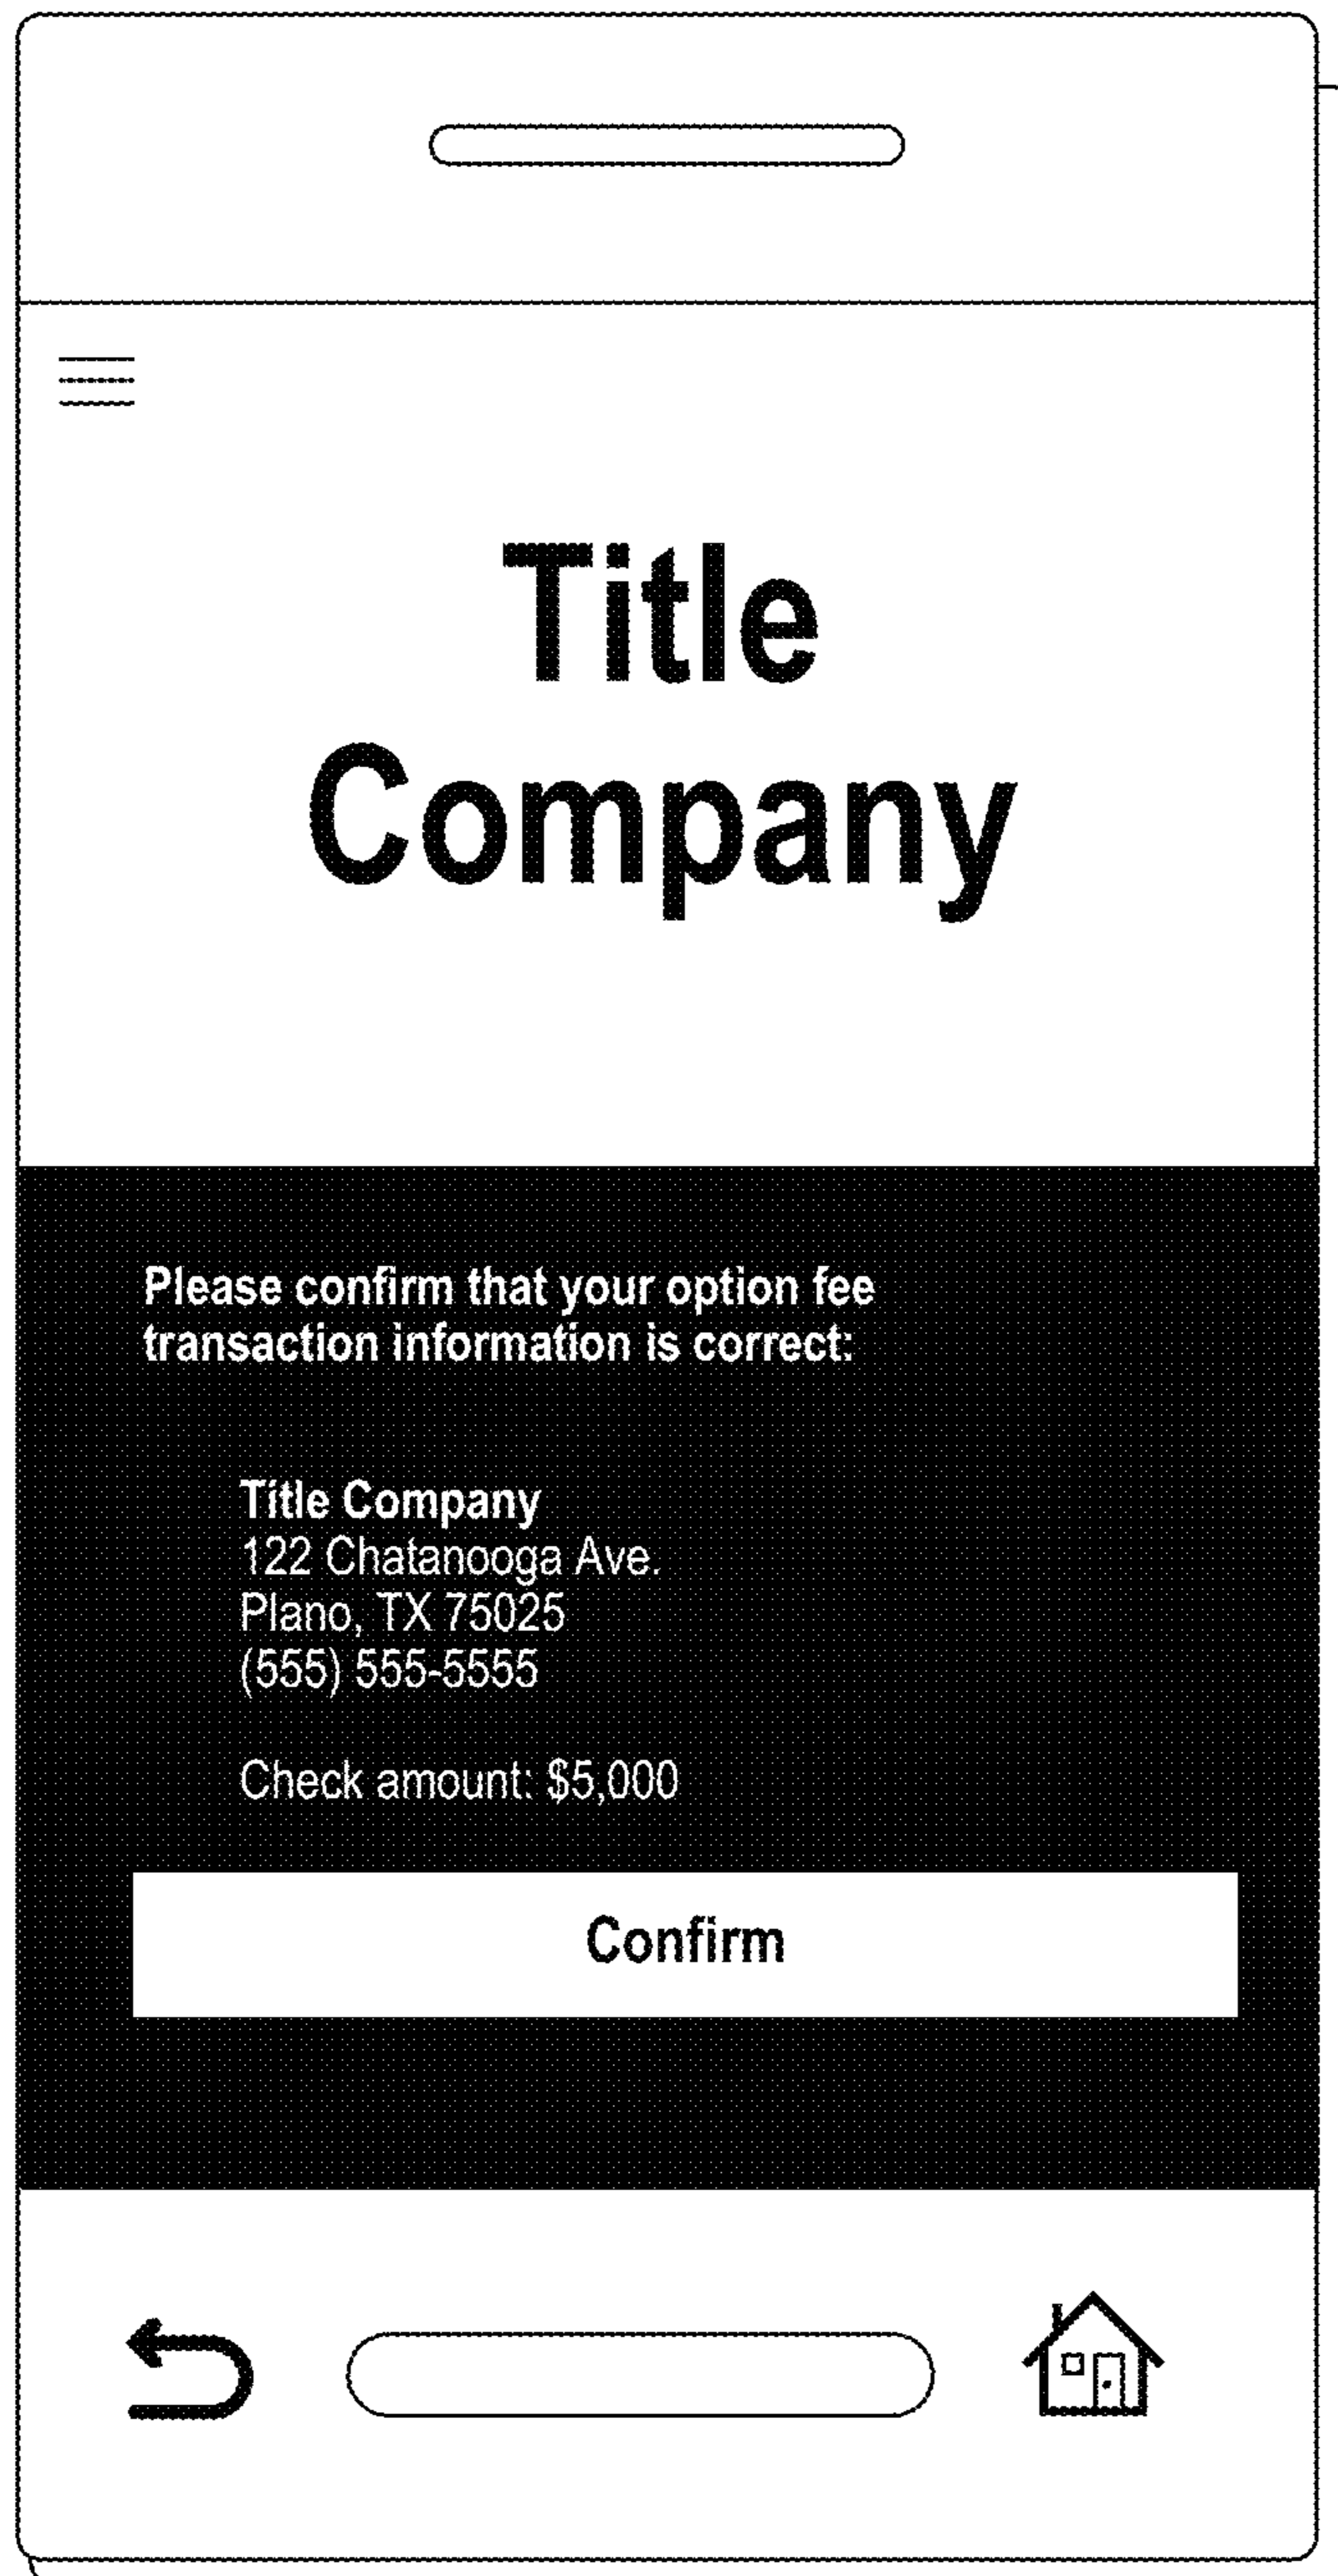 Title
Company
Please confirm that your option fee
transaction information is correct:
Title Company
122 Chatanooga Ave.
Plano, TX 75025
(555) 555-5555
Check amount: $5,000
Confirm